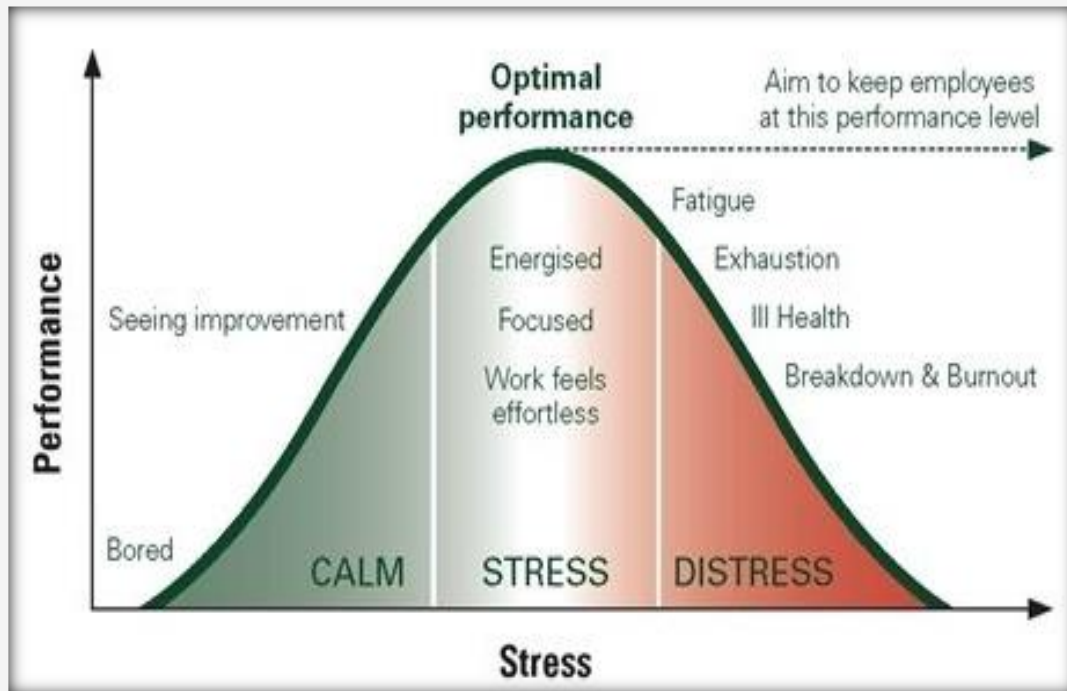 Optimal
performance
Aim to keep employees
at this performance level
Fatigue
Energised
Exhaustion
Seeing improvement
Focused
Ill Health
Work feels
effortless
Breakdown & Burnout
Bored
CALM
STRESS
DISTRESS
Performance
Stress